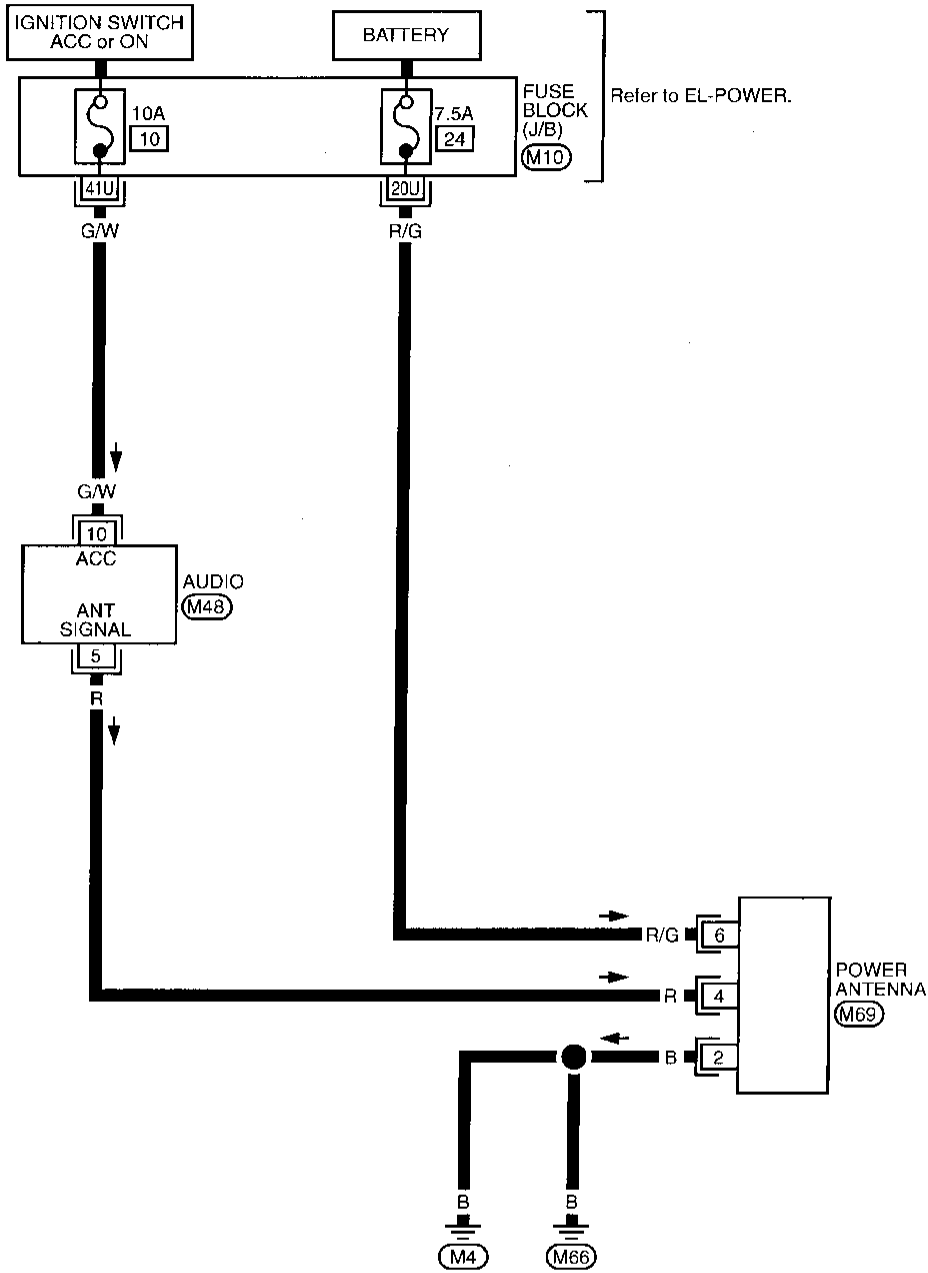 IGNITION SWITCH
ACC or ON
BATTERY
10A
10
7.5A
24
FUSE
BLOCK
(J/B)
M10
Refer to EL-POWER.
41U
20U
G/W
R/G
G/W
10
ACC
AUDIO
M48
ANT
SIGNAL
5
R
R/G
6
R
4
POWER
ANTENNA
M69
B
2
B
B
M4
M66